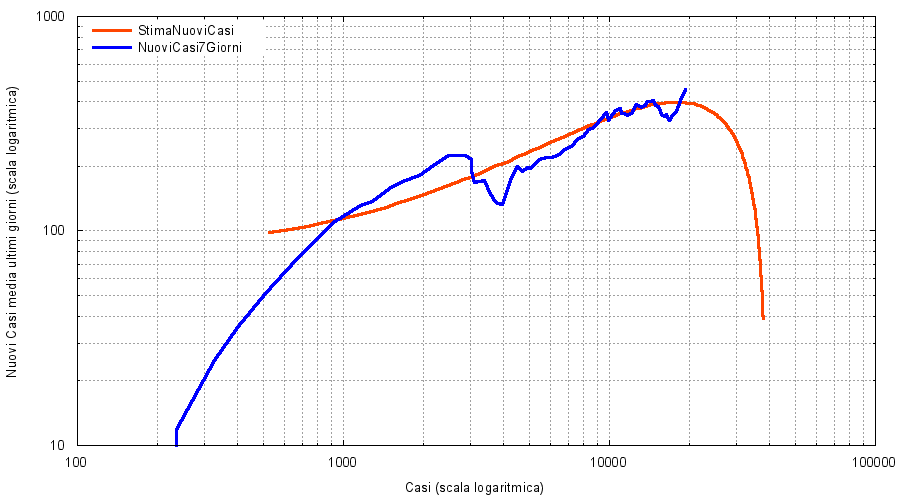 1000
StimaNuoviCasi
NuoviCasi7Giorni
Nuovi Casi media ultimi giorni (scala logaritmica)
100
10
100
1000
10000
100000
Casi (scala logaritmica)